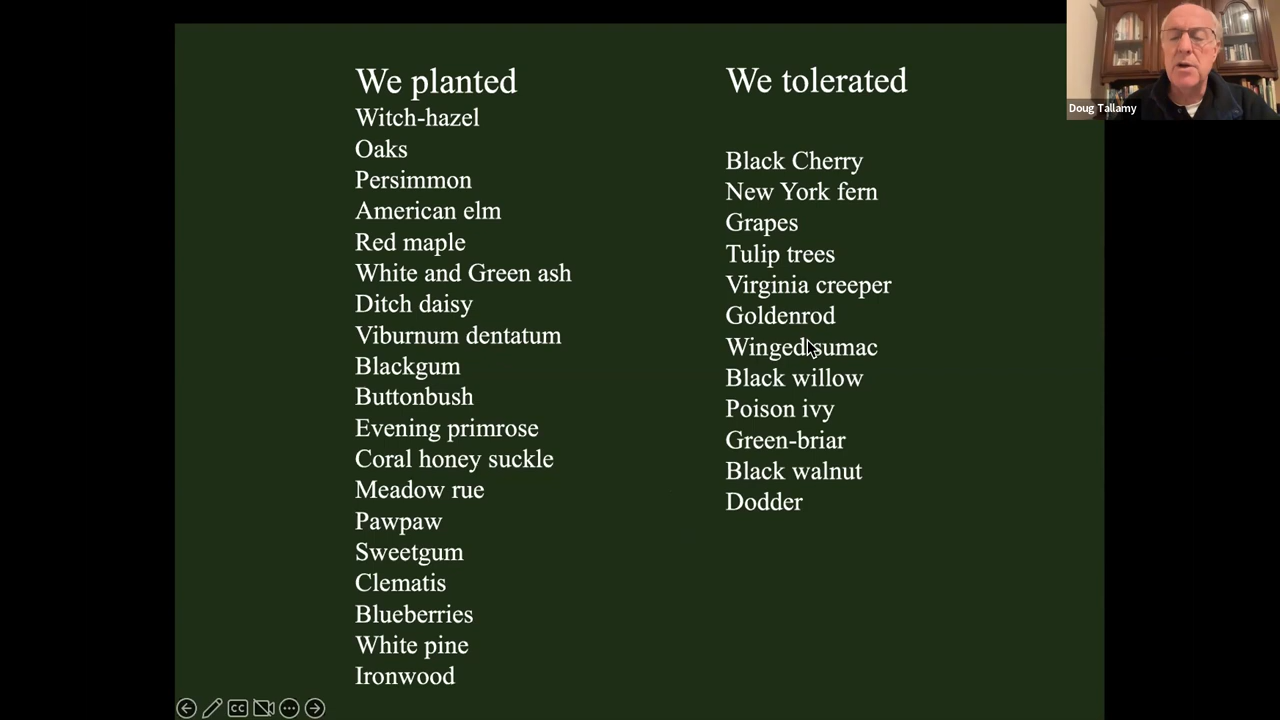 We planted
Witch-hazel
Oaks
Persimmon
American elm
Red maple
White and Green ash
Ditch daisy
Viburnum dentatum
Blackgum
Buttonbush
Evening primrose
Coral honey suckle
Meadow rue
Pawpaw
Sweetgum
Clematis
Blueberries
White pine
Ironwood
We tolerated
Black Cherry
New York fern
Grapes
Tulip trees
Virginia creeper
Goldenrod
Winged sumac
Black willow
Poison ivy
Green-briar
Black walnut
Dodder
Doug Tallamy
CC